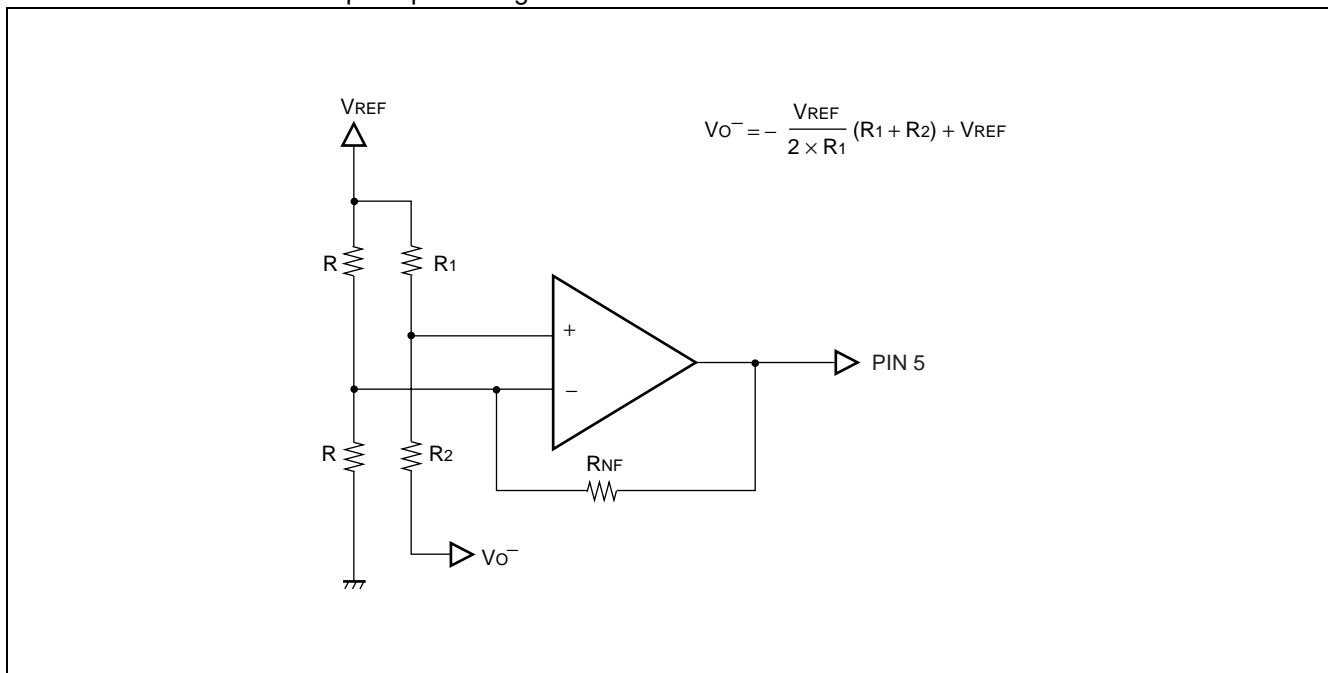 VREF
VO− = − VREF / 2 × R1 (R1 + R2) + VREF
R
R1
+
PIN 5
−
R
R2
RNF
VO−